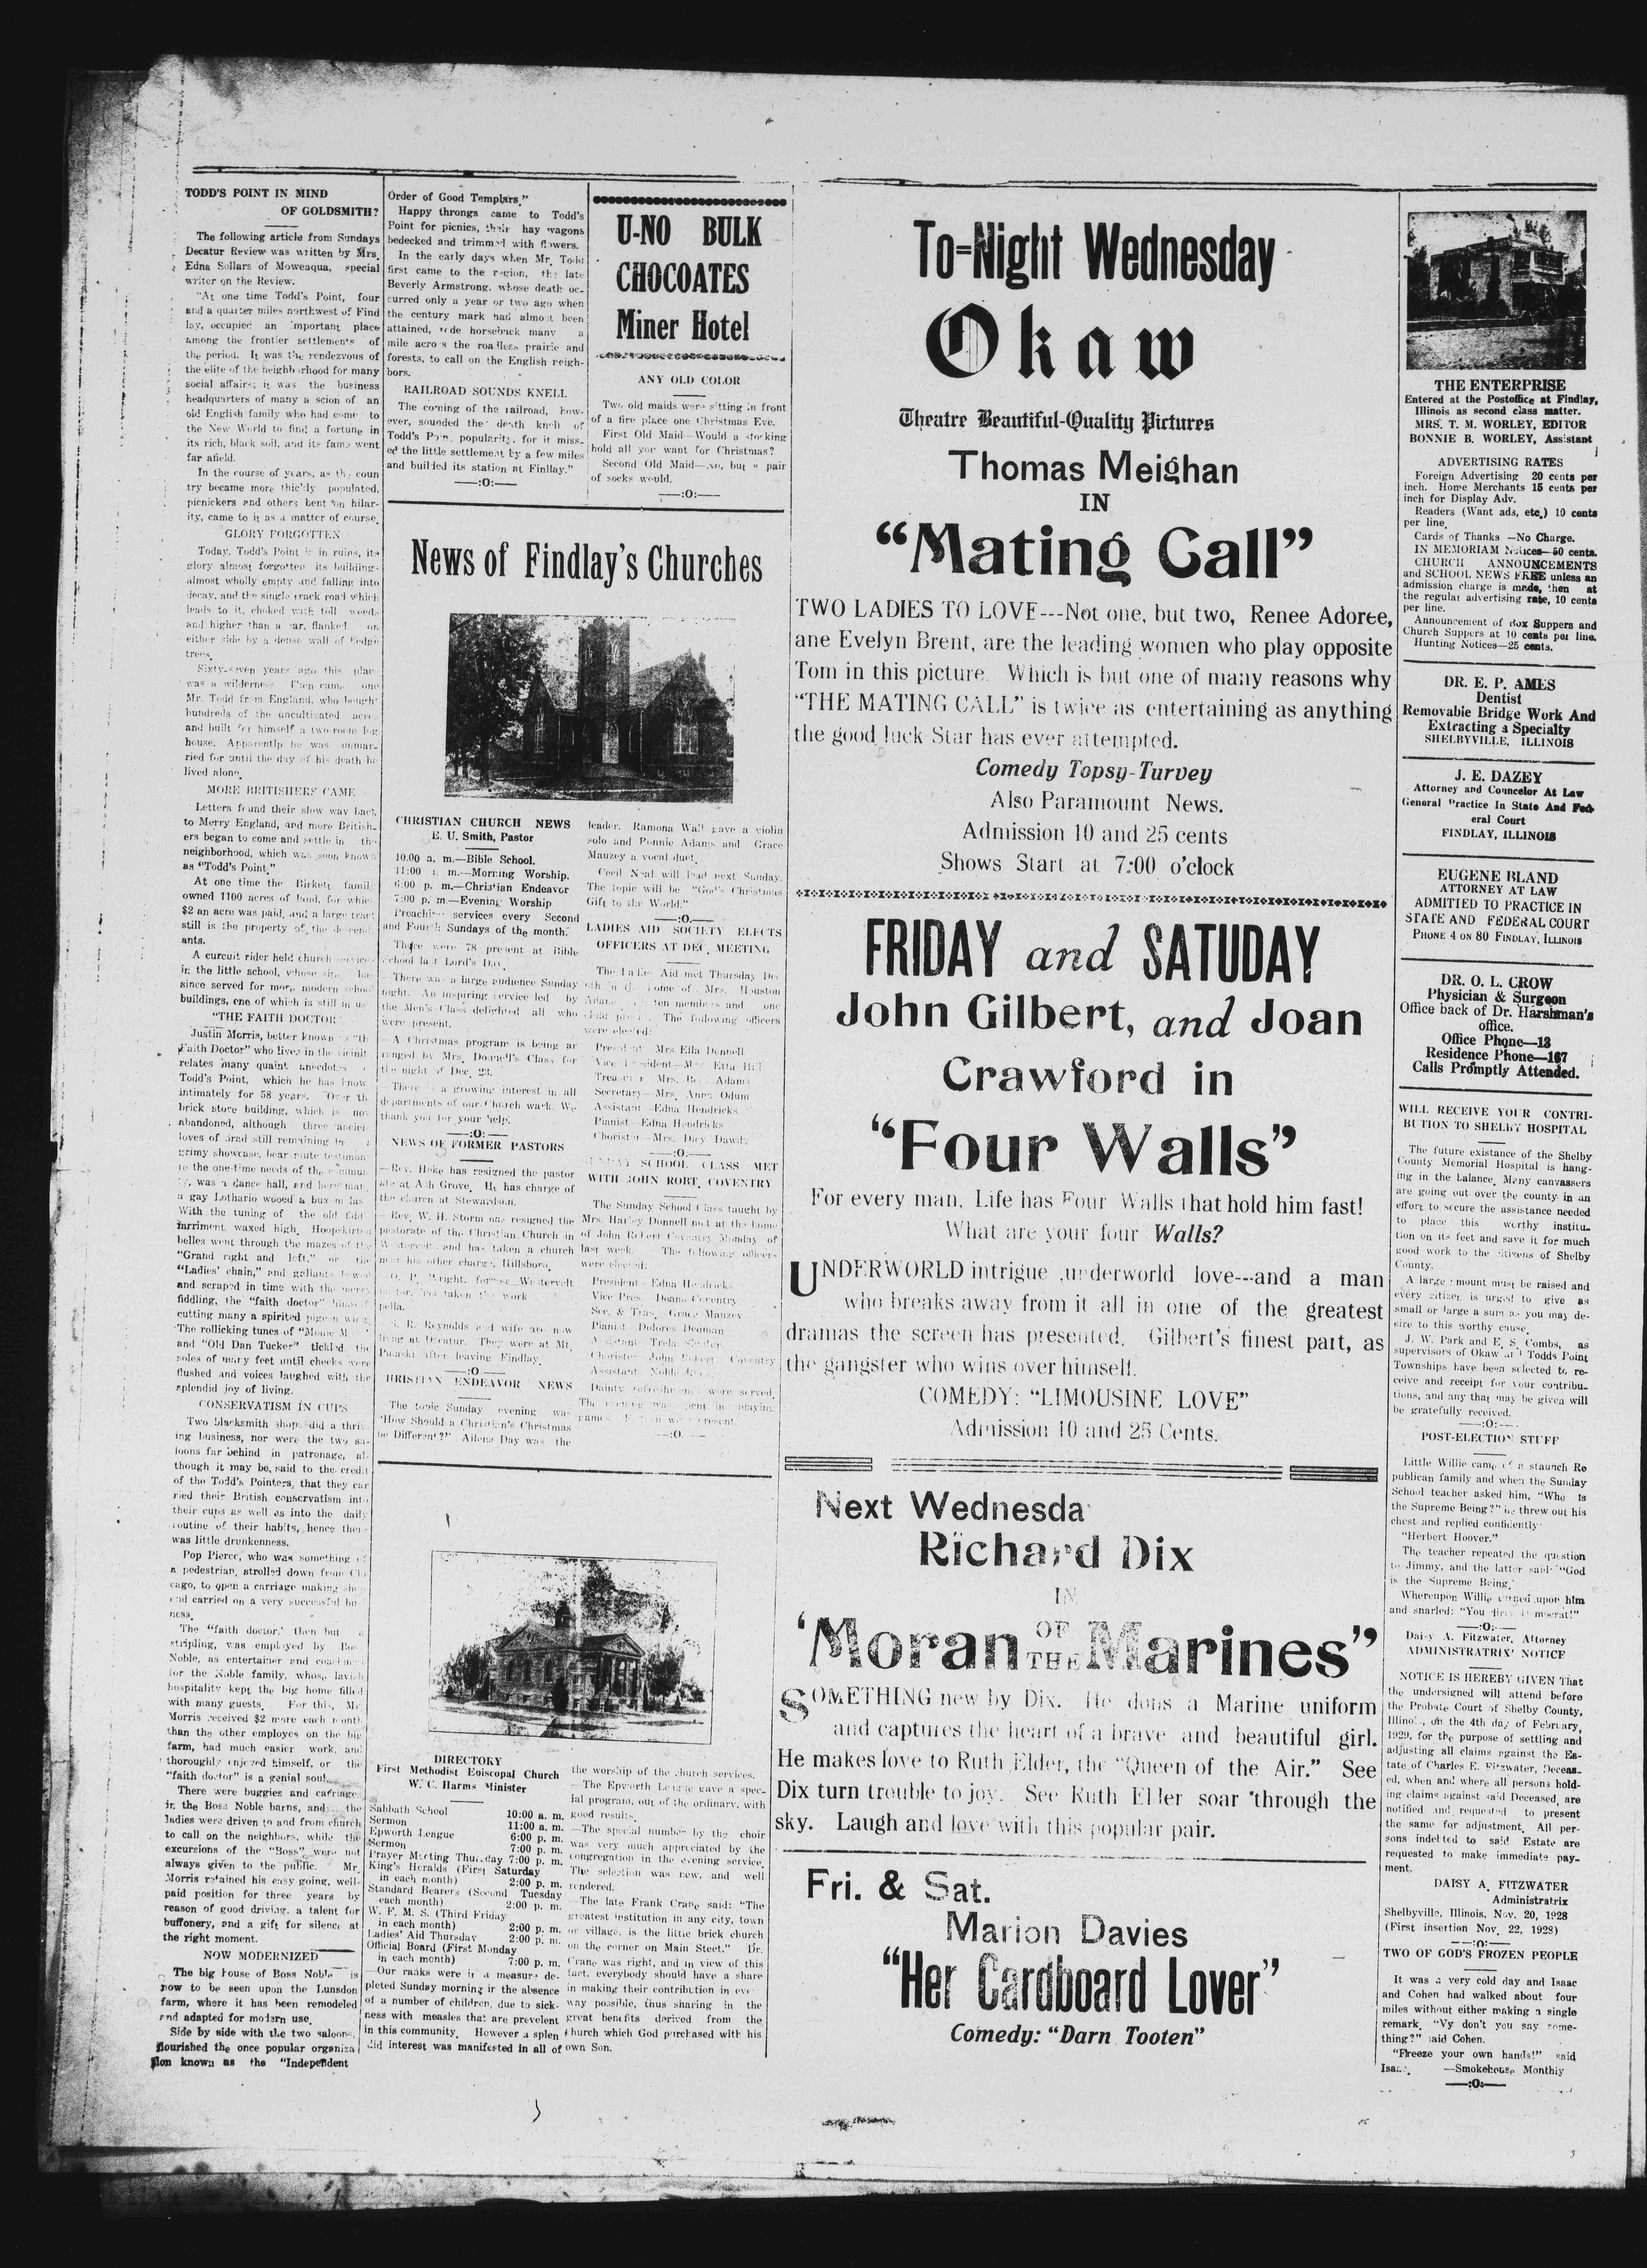 TODD'S POINT IN MIND
OF GOLDSMITH?
The following article from Sundays
Decatur Review was written by Mrs.
Edna Sollars of Moweaqua, special
writer on the Review.
"At one time Todd's Point, four
and a quarter miles northwest of Find
lay, occupied an important place
among the frontier settlements of
the period. It was the rendezvous of
the elite of the neighborhood for many
social affairs; it was the business
headquarters of many a scion of an
old English family who had come to
the New World to find a fortune in
its rich, black soil, and its fame went
far afield.
In the course of years, as the coun
try became more thickly populated,
picnickers and others bent on hilar-
ity, came to it as a matter of course.
GLORY FORGOTTEN
Today, Todd's Point is in ruins, its
glory almost forgotten its buildings
almost wholly empty and falling into
decay, and the single track road which
leads to it, choked with tall weeds
and higher than a car, flanked on
either side by a dense wall of hedge
trees.
Sixty-seven years ago this place
was a wilderness. Then came one
Mr. Todd from England, who bought
hundreds of the uncultivated acres
and built for himself a two room log
house. Apparently he was unmar-
ried for until the day of his death he
lived alone.
MORE BRITISHERS CAME
Letters found their slow way back
to Merry England, and more British-
ers began to come and settle in the
neighborhood, which was soon known
as "Todd's Point."
At one time the Birkett family
owned 1100 acres of land, for which
$2 an acre was paid, and a large tract
still is the property of the descend
ants.
A curcuit rider held church services
in the little school, whose site has
since served for more modern school
buildings, one of which is still in use
"THE FAITH DOCTOR"
Justin Morris, better known as "the
Faith Doctor" who lives in the vicinit
relates many quaint anecdotes
Todd's Point, which he has know
intimately for 58 years. "Over th
brick store building, which is now
abandoned, although three ancient
loaves of bread still remaining in a
grimy showcase, bear mute testimon
to the one-time needs of the commun
ty, was a dance hall, and here many
a gay Lothario wooed a buxom lass
With the tuning of the old fiddle
marriment waxed high. Hoopskirted
belles went through the mazes of the
"Grand right and left," or the
"Ladies' chain," and gallants bowed
and scraped in time with the merry
fiddling, the "faith doctor" himself
cutting many a spirited pigeon wing.
The rollicking tunes of "Monie M
and "Old Dan Tucker" tickled the
soles of many feet until cheeks were
flushed and voices laughed with the
splendid joy of living.
CONSERVATISM IN CUPS
Two blacksmith shops did a thriv
ing business, nor were the two sa-
loons far behind in patronage, al-
though it may be said to the credit
of the Todd's Pointers, that they car
ried their British conservatism into
their cups as well as into the daily
routine of their habits, hence there
was little drunkenness.
Pop Pierce, who was something of
a pedestrian, strolled down from Chi
cago, to open a carriage making shop
and carried on a very successful bu
ness.
The "faith doctor," then but a
stripling, was employed by Boss
Noble, as entertainer and coachman
for the Noble family, whose lavish
hospitality kept the big home filled
with many guests. For this, Mr
Morris received $2 more each month
than the other employes on the big
farm, had much easier work, and
thoroughly enjoyed himself, or the
"faith doctor" is a genial soul.
There were buggies and carriage
in the Boss Noble barns, and the
ladies were driven to and from church
to call on the neighbors, while the
excursions of the "Boss" were not
always given to the public. Mr.
Morris retained his easy going, well-
paid position for three years by
reason of good driving, a talent for
buffonery, and a gift for silence at
the right moment.
NOW MODERNIZED
The big house of Boss Noble is
now to be seen upon the Lunsdon
farm, where it has been remodeled
and adapted for modern use.
Side by side with the two saloons,
flourished the once popular organiza
tion known as the "Independent
Order of Good Templars."
Happy throngs came to Todd's
Point for picnics, their hay wagons
bedecked and trimmed with flowers.
In the early days when Mr. Todd
first came to the region, the late
Beverly Armstrong, whose death oc-
curred only a year or two ago when
the century mark had almost been
attained, rode horseback many a
mile across the roadless prairie and
forests, to call on the English neigh-
bors.
RAILROAD SOUNDS KNELL
The coming of the railroad, how-
ever, sounded the death knell of
Todd's Point popularity, for it miss-
ed the little settlement by a few miles
and builded its station at Findlay."
—:O:—
U-NO BULK
CHOCOATES
Miner Hotel
ANY OLD COLOR
Two old maids were sitting in front
of a fire place one Christmas Eve.
First Old Maid—Would a stocking
hold all you want for Christmas?
Second Old Maid—No, but a pair
of socks would.
—:O:—
News of Findlay's Churches
CHRISTIAN CHURCH NEWS
E. U. Smith, Pastor
10.00 a. m.—Bible School.
11:00 a. m.—Morning Worship.
6:00 p. m.—Christian Endeavor
7:00 p. m.—Evening Worship
Preaching services every Second
and Fourth Sundays of the month.
There were 78 present at Bible
School last Lord's Day.
There was a large audience Sunday
night. An inspiring service led by
the Men's Class delighted all who
were present.
A Christmas program is being ar
ranged by Mrs. Donnell's Class for
the night of Dec. 23.
There is a growing interest in all
departments of our Church work. We
thank you for your help.
—:O:—
NEWS OF FORMER PASTORS
—Rev. Hoke has resigned the pastor
ate at Ash Grove. He has charge of
the church at Stewardson.
—Rev. W. H. Storm has resigned the
pastorate of the Christian Church in
Westervelt and has taken a church
near his other charge, Hillsboro.
O. P. Wright, former Westervelt
pastor, has taken the work
pella.
S. R. Reynolds and wife are now
living at Decatur. They were at Mt.
Pulaski after leaving Findlay.
—:O:—
HRISTIAN ENDEAVOR NEWS
The topic Sunday evening was
"How Should a Christian's Christmas
be Different?" Ailene Day was the
leader. Ramona Wall gave a violin
solo and Ponnie Adams and Grace
Mauzey a vocal duet.
Cecil Neal will lead next Sunday.
The topic will be "God's Christmas
Gift to the World."
—:O:—
LADIES AID SOCIETY ELECTS
OFFICERS AT DEC. MEETING
The Ladies Aid met Thursday Dec
6th in the home of Mrs. Houston
Adams ten members and one
child present. The following officers
were elected:
President Mrs Ella Donnell
Vice President—Mrs Etta Hill
Treasurer Mrs. Adams
Secretary—Mrs. Anna Odum
Assistant—Edna Hendricks
Pianist—Edna Hendricks
Chorister—Mrs. Dicy Dawdy
—:O:—
SUNDAY SCHOOL CLASS MET
WITH JOHN ROBT. COVENTRY
The Sunday School Class taught by
Mrs. Harley Donnell met at the home
of John Robert Coventry Monday of
last week. The following officers
were elected:
President—Edna Hendricks
Vice Pres. Deane Coventry
Sec. & Tras. Grace Mauzey
Pianist Dolores Deeiman
Assistant Trela
Chorister John Robert Coventry
Assistant Noble
Dainty refreshments were served.
The evening was spent in playing
games. were present.
—:O:—
DIRECTORY
First Methodist Eoiscopal Church
W. C. Harms Minister
Sabbath School 10:00 a. m.
Sermon 11:00 a. m.
Epworth League 6:00 p. m.
Sermon 7:00 p. m.
Prayer Meeting Thursday 7:00 p. m.
King's Heralds (First Saturday
in each month) 2:00 p. m.
Standard Bearers (Second Tuesday
each month) 2:00 p. m.
W. F. M. S. (Third Friday
in each month) 2:00 p. m.
Ladies' Aid Thursday 2:00 p. m.
Official Board (First Monday
in each month) 7:00 p. m.
—Our ranks were in a measure de-
pleted Sunday morning in the absence
of a number of children, due to sick-
ness with measles that are prevelent
in this community. However a splen
did interest was manifested in all of
the worship of the church services.
—The Epworth League gave a spec-
ial program, out of the ordinary, with
good results.
—The special number by the choir
was very much appreciated by the
congregation in the evening service.
The selection was new, and well
rendered.
—The late Frank Crane said: "The
greatest institution in any city, town
or village, is the little brick church
on the corner on Main Steet." Dr.
Crane was right, and in view of this
fact, everybody should have a share
in making their contribution in eve
way possible, thus sharing in the
great benefits derived from the
church which God purchased with his
own Son.
To=Night Wednesday
Okaw
Theatre Beautiful-Quality Pictures
Thomas Meighan
IN
"Mating Call"
TWO LADIES TO LOVE---Not one, but two, Renee Adoree,
ane Evelyn Brent, are the leading women who play opposite
Tom in this picture. Which is but one of many reasons why
"THE MATING CALL" is twice as entertaining as anything
the good luck Star has ever attempted.
Comedy Topsy-Turvey
Also Paramount News.
Admission 10 and 25 cents
Shows Start at 7:00 o'clock
FRIDAY and SATUDAY
John Gilbert, and Joan
Crawford in
"Four Walls"
For every man, Life has Four Walls that hold him fast!
What are your four Walls?
UNDERWORLD intrigue ,underworld love---and a man
who breaks away from it all in one of the greatest
dramas the screen has presented. Gilbert's finest part, as
the gangster who wins over himself.
COMEDY: "LIMOUSINE LOVE"
Admission 10 and 25 Cents.
Next Wednesda
Richard Dix
IN
'Moran OF THE Marines"
SOMETHING new by Dix. He dons a Marine uniform
and captures the heart of a brave and beautiful girl.
He makes love to Ruth Elder, the "Queen of the Air." See
Dix turn trouble to joy. See Ruth Elder soar 'through the
sky. Laugh and love with this popular pair.
Fri. & Sat.
Marion Davies
"Her Cardboard Lover"
Comedy: "Darn Tooten"
THE ENTERPRISE
Entered at the Postoffice at Findlay,
Illinois as second class matter.
MRS. T. M. WORLEY, EDITOR
BONNIE B. WORLEY, Assistant
ADVERTISING RATES
Foreign Advertising 20 cents per
inch. Home Merchants 15 cents per
inch for Display Adv.
Readers (Want ads, etc.) 10 cents
per line.
Cards of Thanks —No Charge.
IN MEMORIAM Notices—50 cents.
CHURCH ANNOUNCEMENTS
and SCHOOL NEWS FREE unless an
admission charge is made, then at
the regular advertising rate, 10 cents
per line.
Announcement of Box Suppers and
Church Suppers at 10 cents per line.
Hunting Notices—25 cents.
DR. E. P. AMES
Dentist
Removable Bridge Work And
Extracting a Specialty
SHELBYVILLE, ILLINOIS
J. E. DAZEY
Attorney and Councelor At Law
General Practice In State And Fed-
eral Court
FINDLAY, ILLINOIS
EUGENE BLAND
ATTORNEY AT LAW
ADMITIED TO PRACTICE IN
STATE AND FEDERAL COURT
PHONE 4 ON 80 FINDLAY, ILLINOIS
DR. O. L. CROW
Physician & Surgeon
Office back of Dr. Harshman's
office.
Office Phone—13
Residence Phone—167
Calls Promptly Attended.
WILL RECEIVE YOUR CONTRI-
BUTION TO SHELBY HOSPITAL
The future existance of the Shelby
County Memorial Hospital is hang-
ing in the balance. Many canvassers
are going out over the county in an
effort to secure the assistance needed
to place this worthy institu-
tion on its feet and save it for much
good work to the citizens of Shelby
County.
A large amount must be raised and
every citizen is urged to give as
small or large a sum as you may de-
sire to this worthy cause.
J. W. Park and E. S. Combs, as
supervisors of Okaw and Todds Point
Townships have been selected to re-
ceive and receipt for your contribu-
tions, and any that may be given will
be gratefully received.
—:O:—
POST-ELECTION STUFF
Little Willie came of a staunch Re
publican family and when the Sunday
School teacher asked him, "Who is
the Supreme Being?" he threw out his
chest and replied confidently:
"Herbert Hoover."
The teacher repeated the question
to Jimmy, and the latter said: "God
is the Supreme Being."
Whereupon Willie turned upon him
and snarled: "You dirty Democrat!"
—:O:—
Daisy A. Fitzwater, Attorney
ADMINISTRATRIX' NOTICE
NOTICE IS HEREBY GIVEN That
the undersigned will attend before
the Probate Court of Shelby County,
Illinois, on the 4th day of February,
1929, for the purpose of settling and
adjusting all claims against the Es-
tate of Charles E. Fitzwater, Deceas-
ed, when and where all persons hold-
ing claims against said Deceased, are
notified and requested to present
the same for adjustment. All per-
sons indebted to said Estate are
requested to make immediate pay-
ment.
DAISY A. FITZWATER
Administratrix
Shelbyville, Illinois, Nov. 20, 1928
(First insertion Nov. 22, 1928)
—:O:—
TWO OF GOD'S FROZEN PEOPLE
It was a very cold day and Isaac
and Cohen had walked about four
miles without either making a single
remark. "Vy don't you say some-
thing?" said Cohen.
"Freeze your own hands!" said
Isaac. —Smokehouse Monthly
—:O:—